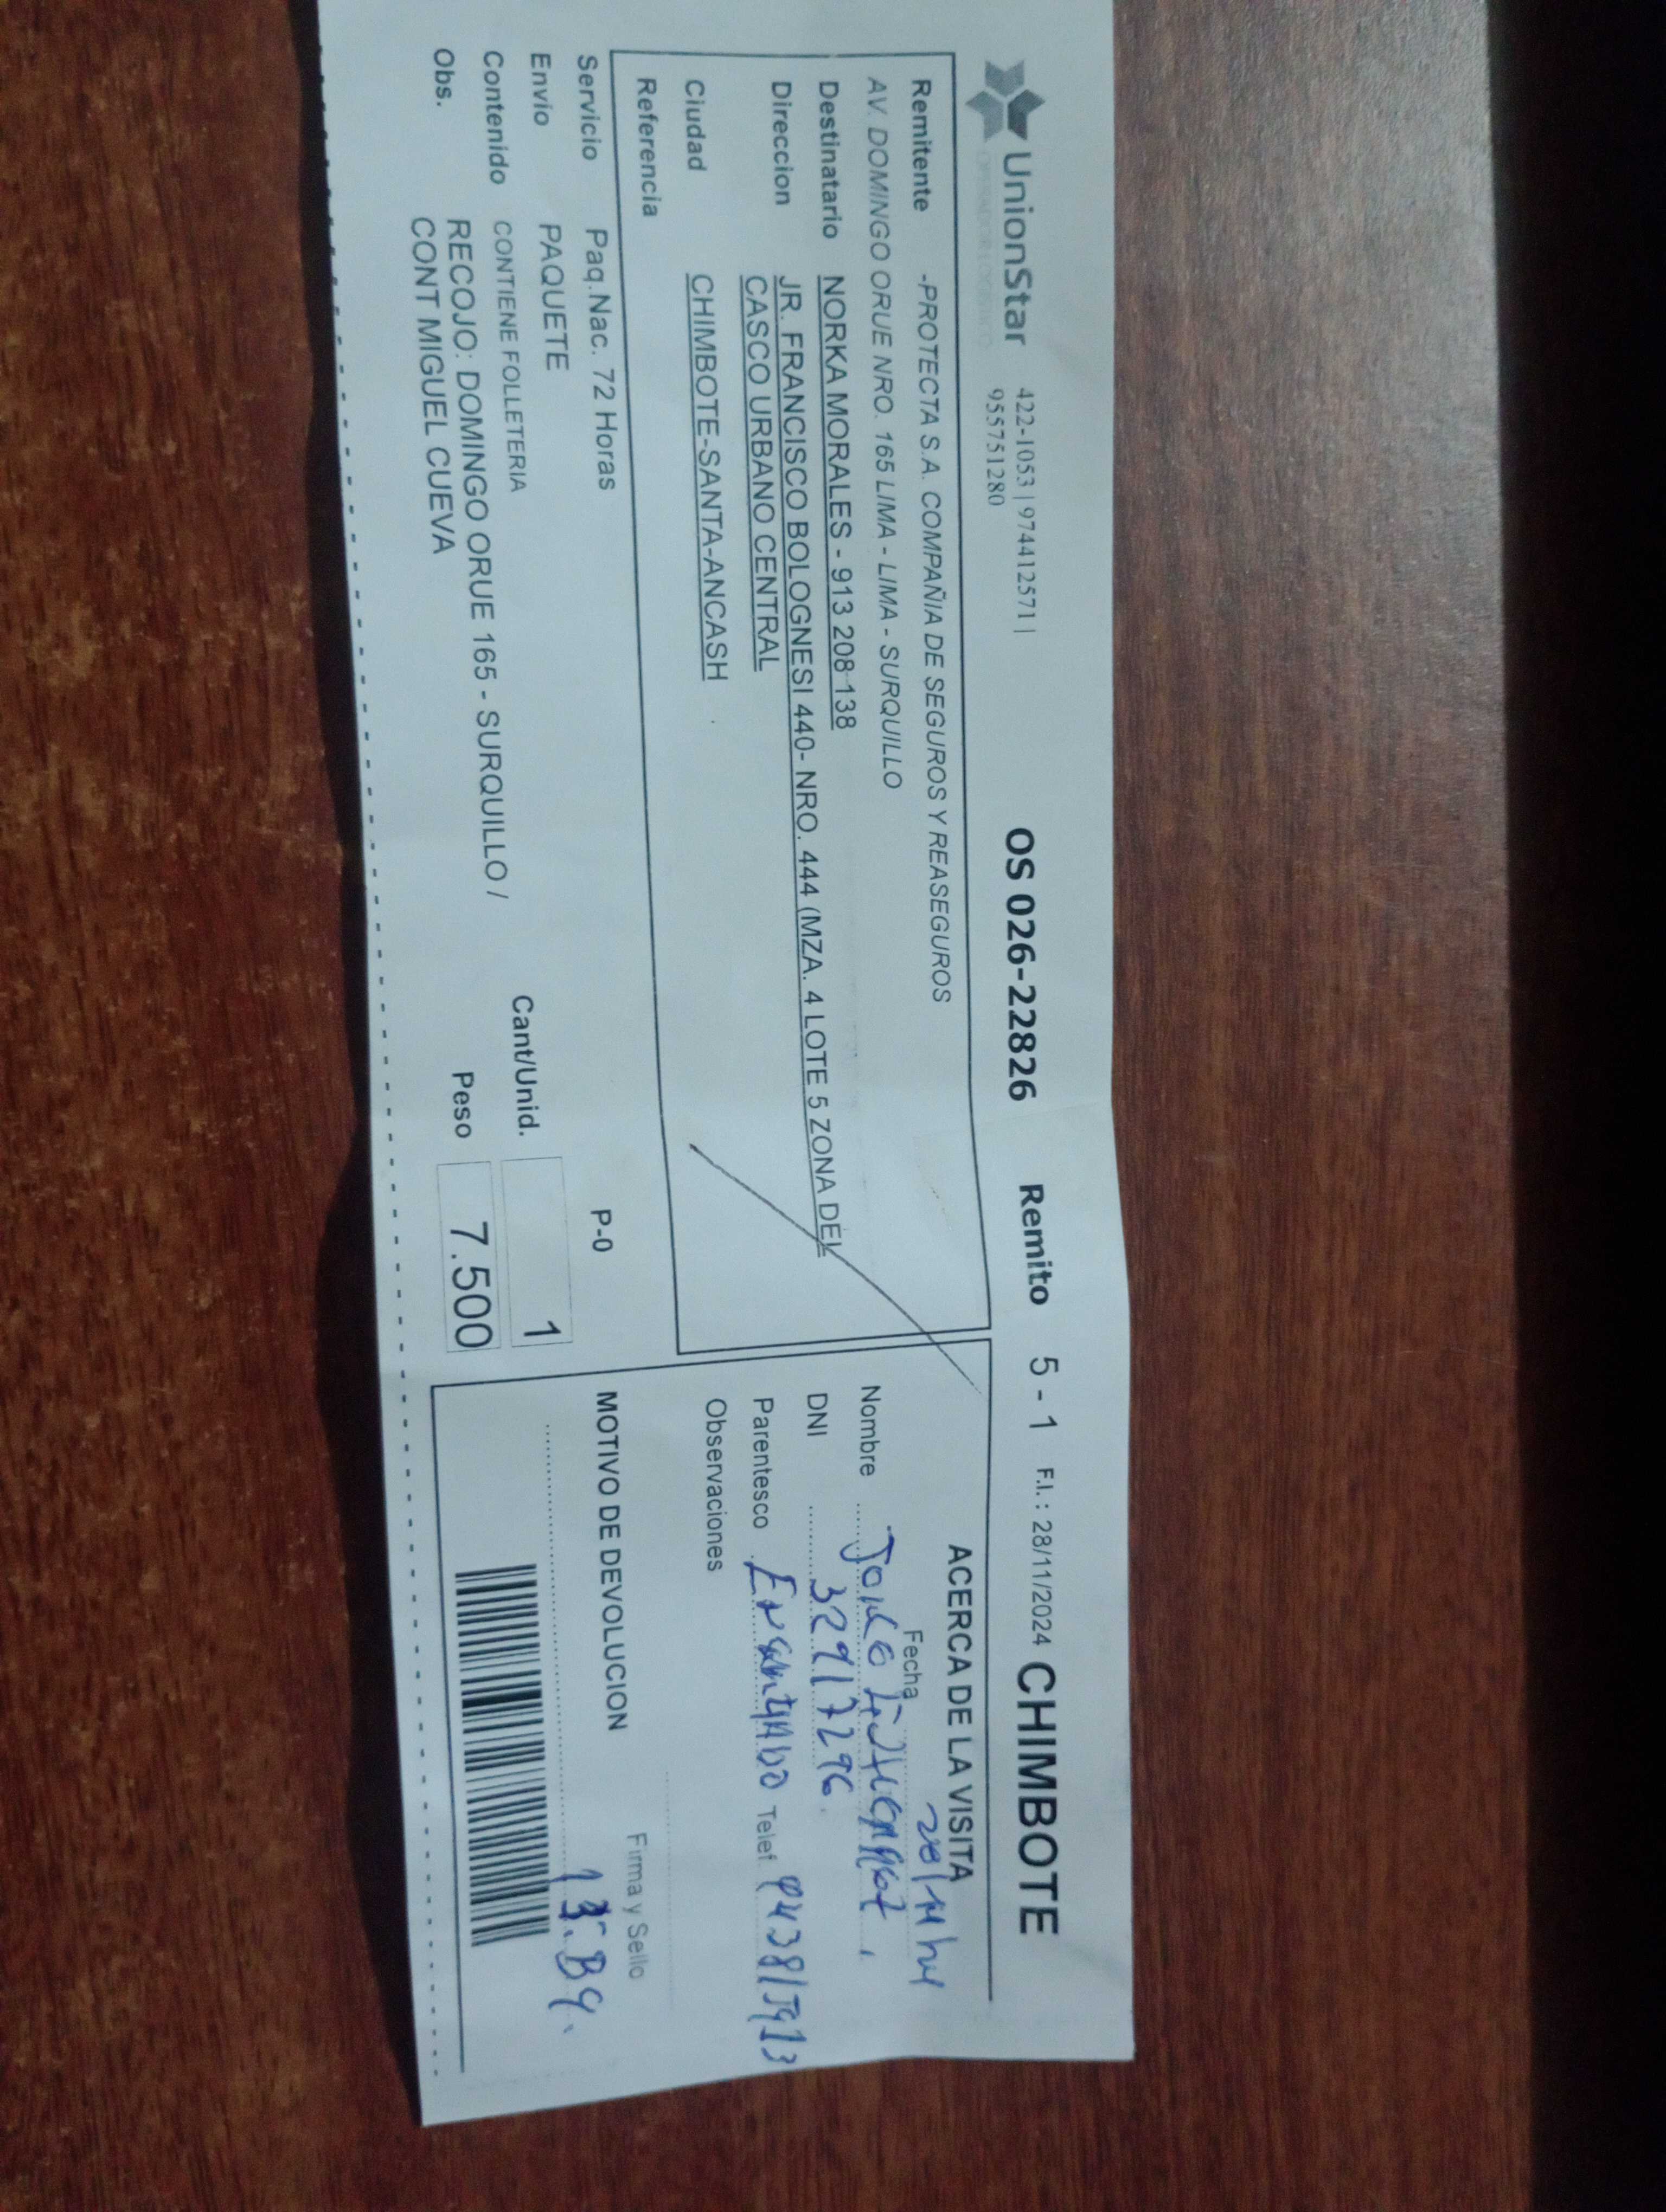 UnionStar 422-1053 | 974412571 | OS 026-22826 Remito 5 - 1 F.I. : 28/11/2024 CHIMBOTE
955751280
Remitente -PROTECTA S.A. COMPAÑIA DE SEGUROS Y REASEGUROS
AV. DOMINGO ORUE NRO. 165 LIMA - LIMA - SURQUILLO
Destinatario NORKA MORALES - 913 208 138
Direccion JR. FRANCISCO BOLOGNESI 440- NRO. 444 (MZA. 4 LOTE 5 ZONA DEL
CASCO URBANO CENTRAL
Ciudad CHIMBOTE-SANTA-ANCASH
Referencia
Servicio Paq.Nac. 72 Horas P-0
Envio PAQUETE
Contenido CONTIENE FOLLETERIA Cant/Unid. 1
Obs. RECOJO: DOMINGO ORUE 165 - SURQUILLO /
CONT MIGUEL CUEVA
Peso 7.500
ACERCA DE LA VISITA
Fecha
Nombre
DNI 32917296
Parentesco Telef.
Observaciones
Firma y Sello
MOTIVO DE DEVOLUCION